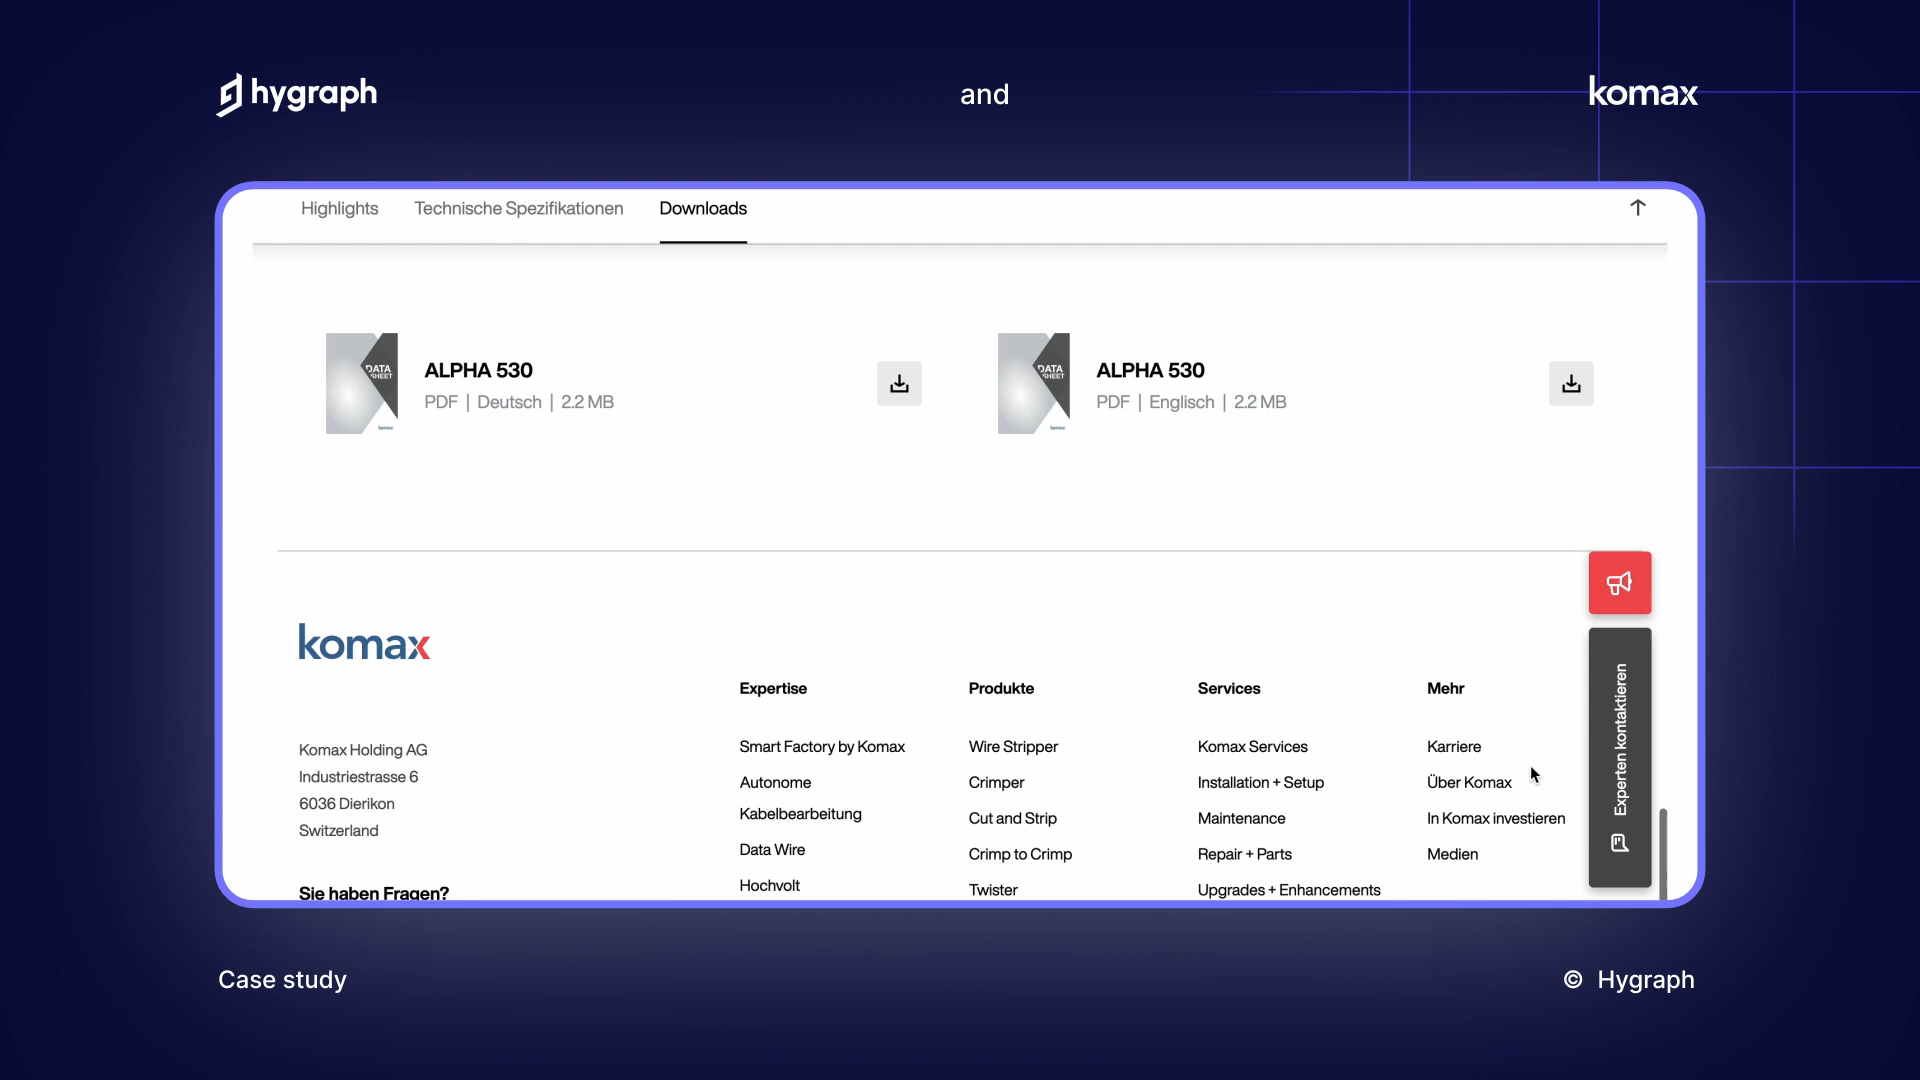 hygraph
and
komax
Highlights
Technische Spezifikationen
Downloads
DATA
SHEET
komax
ALPHA 530
PDF | Deutsch | 2.2 MB
DATA
SHEET
komax
ALPHA 530
PDF | Englisch | 2.2 MB
komax
Komax Holding AG
Industriestrasse 6
6036 Dierikon
Switzerland
Sie haben Fragen?
Expertise
Smart Factory by Komax
Autonome
Kabelbearbeitung
Data Wire
Hochvolt
Produkte
Wire Stripper
Crimper
Cut and Strip
Crimp to Crimp
Twister
Services
Komax Services
Installation + Setup
Maintenance
Repair + Parts
Upgrades + Enhancements
Mehr
Karriere
Über Komax
In Komax investieren
Medien
Experten kontaktieren
Case study
© Hygraph